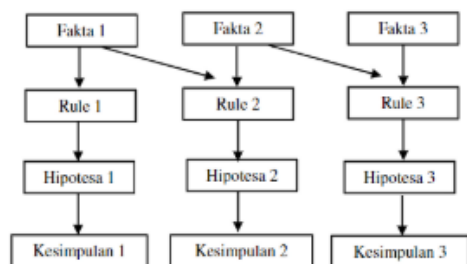 Fakta 1
Fakta 2
Fakta 3
Rule 1
Rule 2
Rule 3
Hipotesa 1
Hipotesa 2
Hipotesa 3
Kesimpulan 1
Kesimpulan 2
Kesimpulan 3